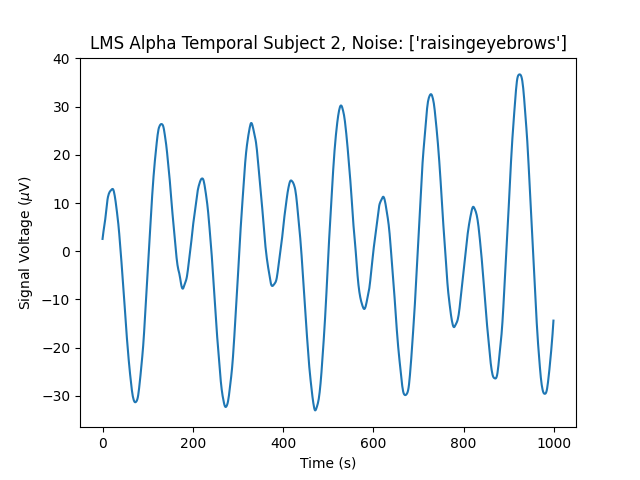 LMS Alpha Temporal Subject 2, Noise: ['raisingeyebrows']
40
30
20
10
0
−10
−20
−30
Signal Voltage (μV)
0 200 400 600 800 1000
Time (s)